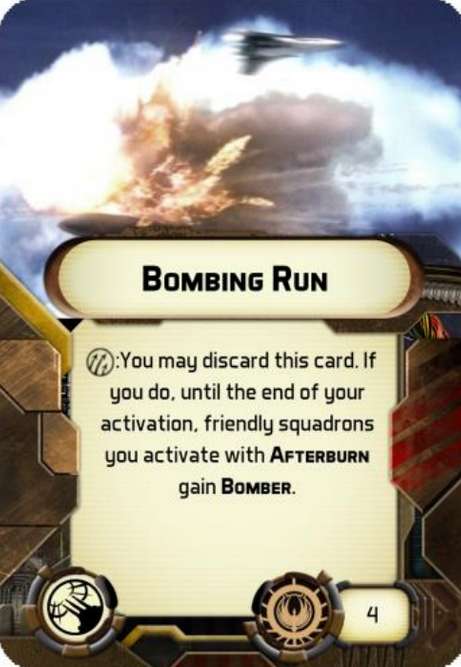 Bombing Run
:You may discard this card. If
you do, until the end of your
activation, friendly squadrons
you activate with Afterburn
gain Bomber.
4